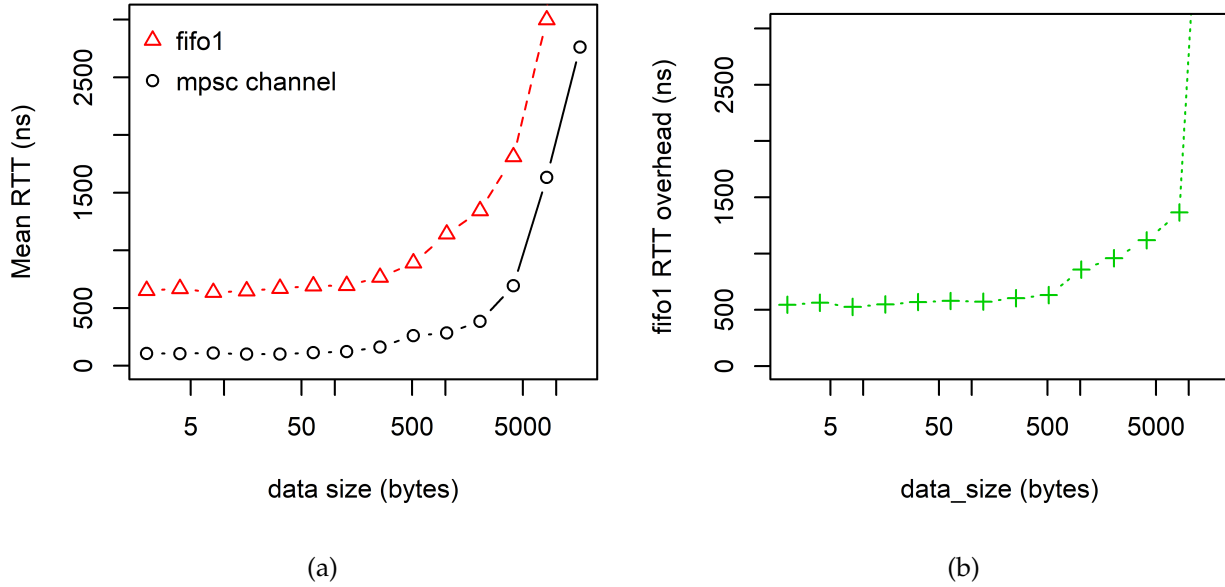 fifo1
mpsc channel
Mean RTT (ns)
0 500 1500 2500
5 50 500 5000
data size (bytes)
(a)
fifo1 RTT overhead (ns)
0 500 1500 2500
5 50 500 5000
data_size (bytes)
(b)